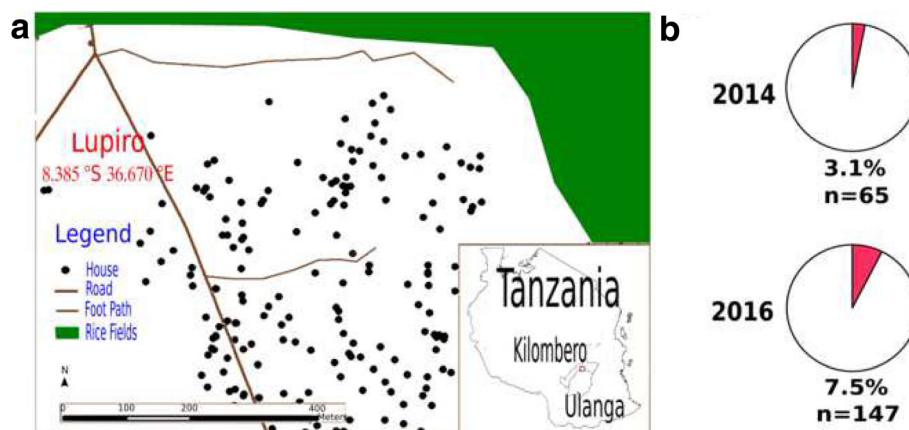 a
Lupiro
8.385 °S 36.670 °E
Legend
House
Road
Foot Path
Rice Fields
N
0 100 200 400
Meters
Tanzania
Kilombero
Ulanga
b
2014
3.1%
n=65
2016
7.5%
n=147